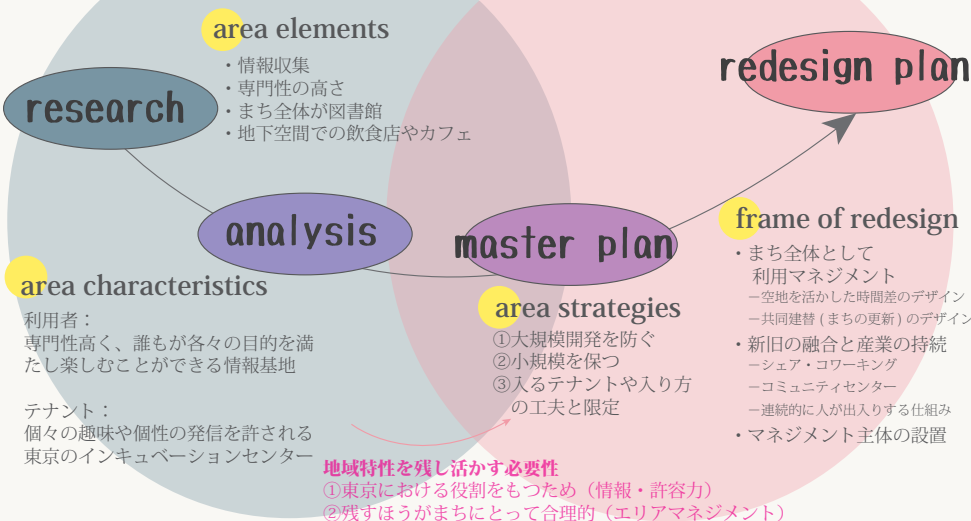 area elements
・情報収集
・専門性の高さ
・まち全体が図書館
・地下空間での飲食店やカフェ
research
analysis
master plan
redesign plan
area characteristics
利用者：
専門性高く、誰もが各々の目的を満
たし楽しむことができる情報基地
テナント：
個々の趣味や個性の発信を許される
東京のインキュベーションセンター
area strategies
①大規模開発を防ぐ
②小規模を保つ
③入るテナントや入り方
の工夫と限定
frame of redesign
・まち全体として
利用マネジメント
－空地を活かした時間差のデザイン
－共同建替 ( まちの更新 ) のデザイン
・新旧の融合と産業の持続
－シェア・コワーキング
－コミュニティセンター
－連続的に人が出入りする仕組み
・マネジメント主体の設置
地域特性を残し活かす必要性
①東京における役割をもつため（情報・許容力）
②残すほうがまちにとって合理的（エリアマネジメント）